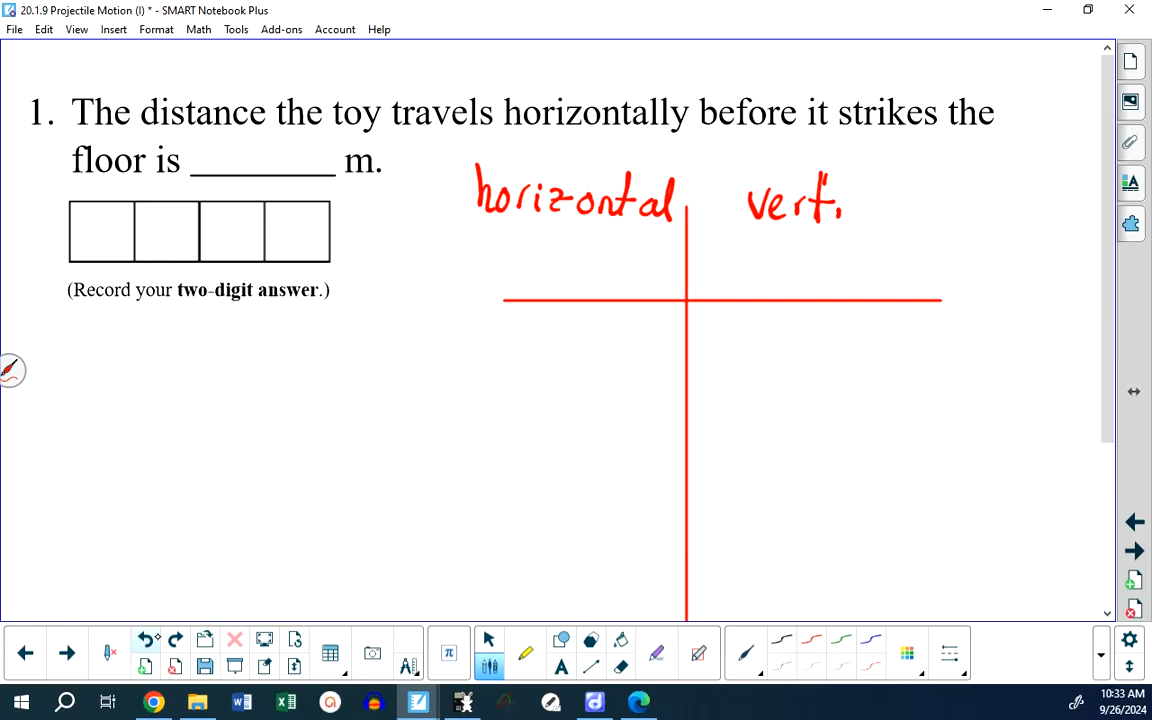 20.1.9 Projectile Motion (I) * - SMART Notebook Plus
File Edit View Insert Format Math Tools Add-ons Account Help
1. The distance the toy travels horizontally before it strikes the
floor is ________ m.
horizontal vert.
(Record your two-digit answer.)
10:33 AM
9/26/2024